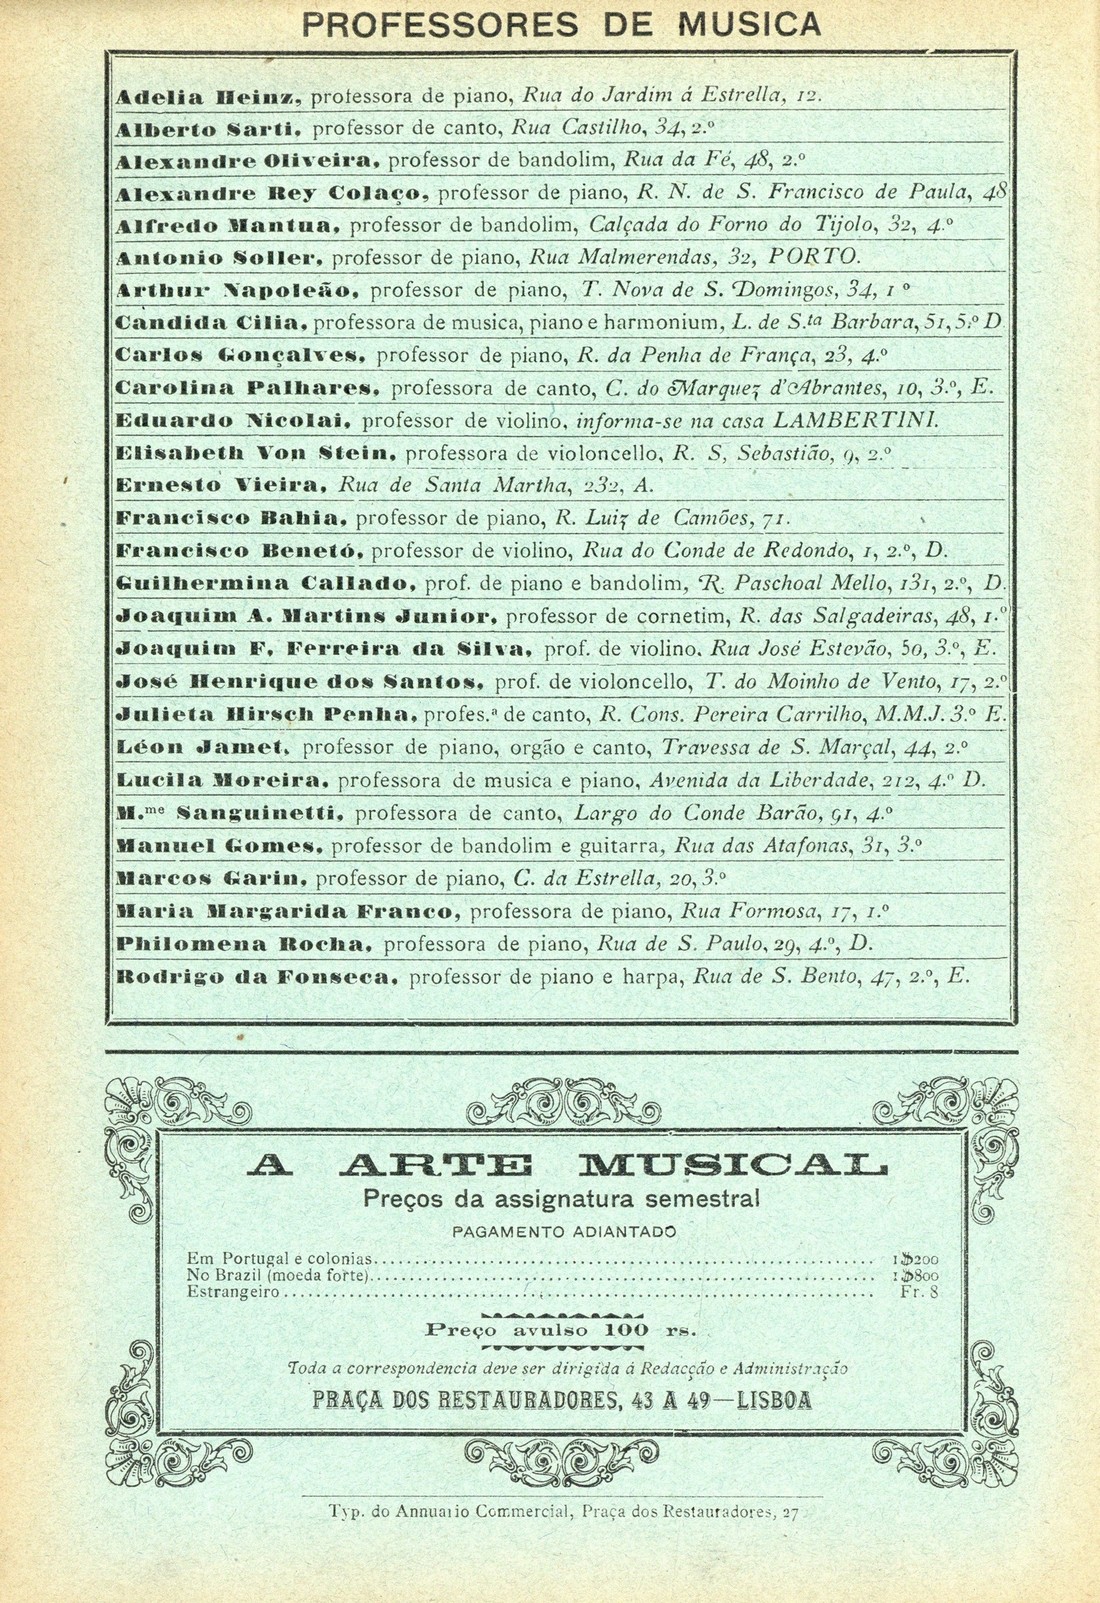 PROFESSORES DE MUSICA
Adelia Heinz, professora de piano, Rua do Jardim á Estrella, 12.
Alberto Sarti, professor de canto, Rua Castilho, 34, 2.º
Alexandre Oliveira, professor de bandolim, Rua da Fé, 48, 2.º
Alexandre Rey Colaço, professor de piano, R. N. de S. Francisco de Paula, 48
Alfredo Mantua, professor de bandolim, Calçada do Forno do Tijolo, 32, 4.º
Antonio Soller, professor de piano, Rua Malmerendas, 32, PORTO.
Arthur Napoleão, professor de piano, T. Nova de S. Domingos, 34, 1 º
Candida Cilia, professora de musica, piano e harmonium, L. de S.ta Barbara, 51, 5.º D
Carlos Gonçalves, professor de piano, R. da Penha de França, 23, 4.º
Carolina Palhares, professora de canto, C. do Marquez d'Abrantes, 10, 3.º, E.
Eduardo Nicolai, professor de violino, informa-se na casa LAMBERTINI.
Elisabeth Von Stein, professora de violoncello, R. S, Sebastião, 9, 2.º
Ernesto Vieira, Rua de Santa Martha, 232, A.
Francisco Bahia, professor de piano, R. Luiz de Camões, 71.
Francisco Benetó, professor de violino, Rua do Conde de Redondo, 1, 2.º, D.
Guilhermina Callado, prof. de piano e bandolim, R. Paschoal Mello, 131, 2.º, D.
Joaquim A. Martins Junior, professor de cornetim, R. das Salgadeiras, 48, 1.º
Joaquim F. Ferreira da Silva, prof. de violino. Rua José Estevão, 50, 3.º, E.
José Henrique dos Santos, prof. de violoncello, T. do Moinho de Vento, 17, 2.º
Julieta Hirsch Penha, profes.ª de canto, R. Cons. Pereira Carrilho, M.M.J. 3.º E.
Léon Jamet, professor de piano, orgão e canto, Travessa de S. Marçal, 44, 2.º
Lucila Moreira, professora de musica e piano, Avenida da Liberdade, 212, 4.º D.
M.me Sanguinetti, professora de canto, Largo do Conde Barão, 91, 4.º
Manuel Gomes, professor de bandolim e guitarra, Rua das Atafonas, 31, 3.º
Marcos Garin, professor de piano, C. da Estrella, 20, 3.º
Maria Margarida Franco, professora de piano, Rua Formosa, 17, 1.º
Philomena Rocha, professora de piano, Rua de S. Paulo, 29, 4.º, D.
Rodrigo da Fonseca, professor de piano e harpa, Rua de S. Bento, 47, 2.º, E.
A ARTE MUSICAL
Preços da assignatura semestral
PAGAMENTO ADIANTADO
Em Portugal e colonias........ 1$200
No Brazil (moeda forte)........ 1$800
Estrangeiro........ Fr. 8
Preço avulso 100 rs.
Toda a correspondencia deve ser dirigida á Redacção e Administração
PRAÇA DOS RESTAURADORES, 43 A 49—LISBOA
Typ. do Annuario Commercial, Praça dos Restauradores, 27